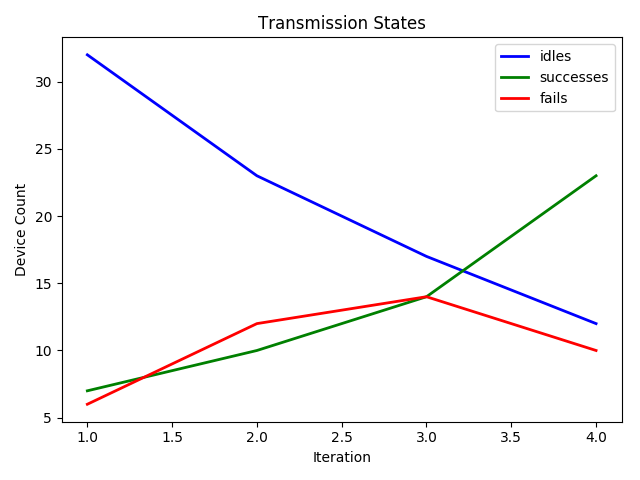 Transmission States
idles
successes
fails
Device Count
30
25
20
15
10
5
1.0 1.5 2.0 2.5 3.0 3.5 4.0
Iteration